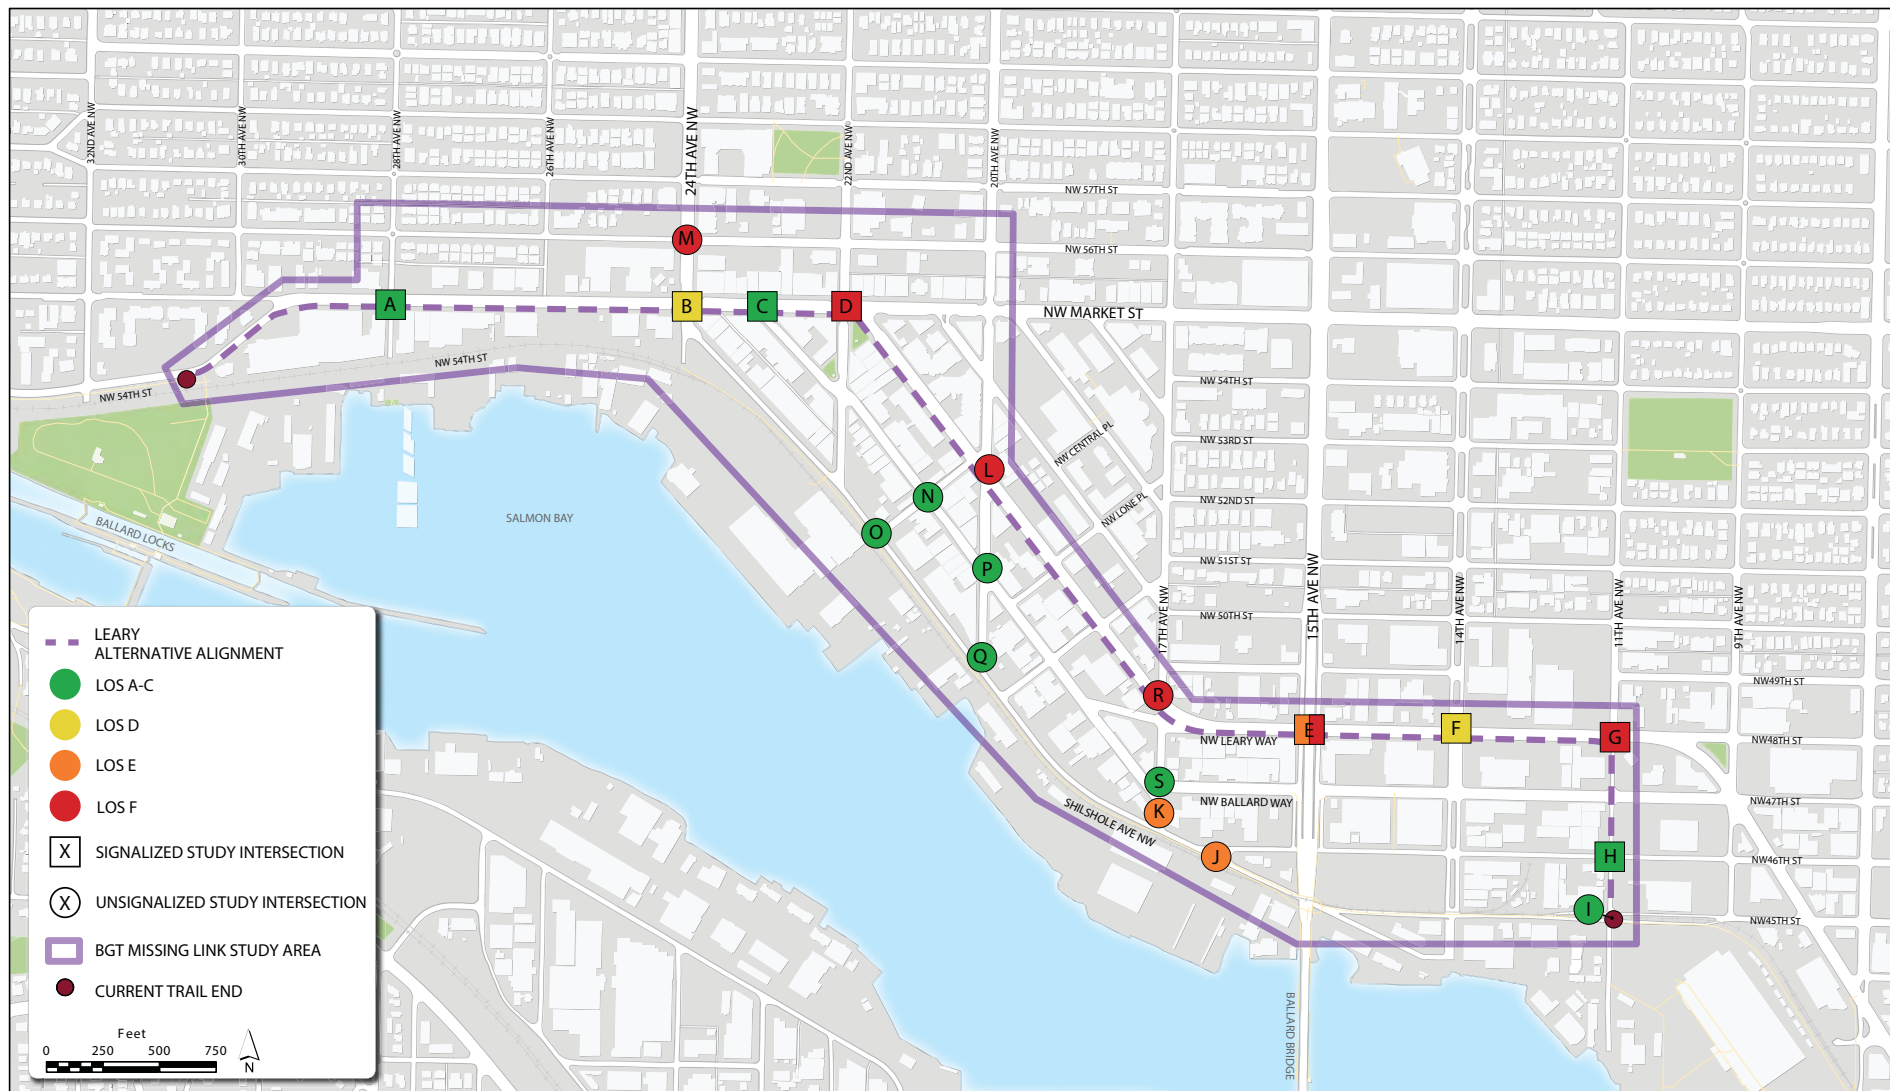 32ND AVE NW
30TH AVE NW
28TH AVE NW
26TH AVE NW
24TH AVE NW
22ND AVE NW
20TH AVE NW
NW 57TH ST
NW 56TH ST
M
A
B
C
D
NW MARKET ST
NW 54TH ST
NW 54TH ST
NW 54TH ST
NW 53RD ST
NW CENTRAL PL
L
N
NW 52ND ST
NW LONE PL
SALMON BAY
BALLARD LOCKS
O
P
NW 51ST ST
15TH AVE NW
14TH AVE NW
11TH AVE NW
9TH AVE NW
17TH AVE NW
NW 50TH ST
Q
R
NW49TH ST
E
F
G
NW LEARY WAY
NW48TH ST
S
K
NW BALLARD WAY
NW47TH ST
SHILSHOLE AVE NW
J
H
NW46TH ST
I
NW45TH ST
BALLARD BRIDGE
LEARY
ALTERNATIVE ALIGNMENT
LOS A-C
LOS D
LOS E
LOS F
X SIGNALIZED STUDY INTERSECTION
X UNSIGNALIZED STUDY INTERSECTION
BGT MISSING LINK STUDY AREA
CURRENT TRAIL END
Feet
0 250 500 750
N